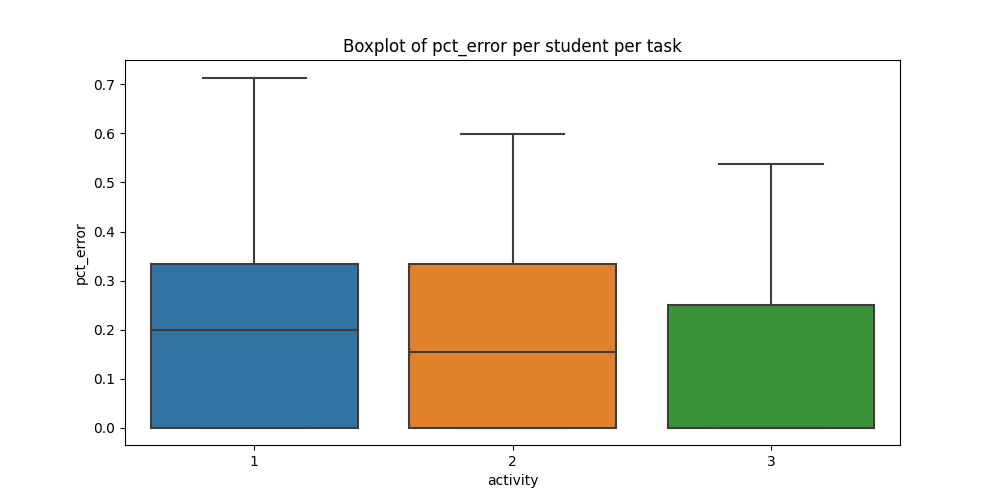 Boxplot of pct_error per student per task
pct_error
0.7
0.6
0.5
0.4
0.3
0.2
0.1
0.0
1 2 3
activity